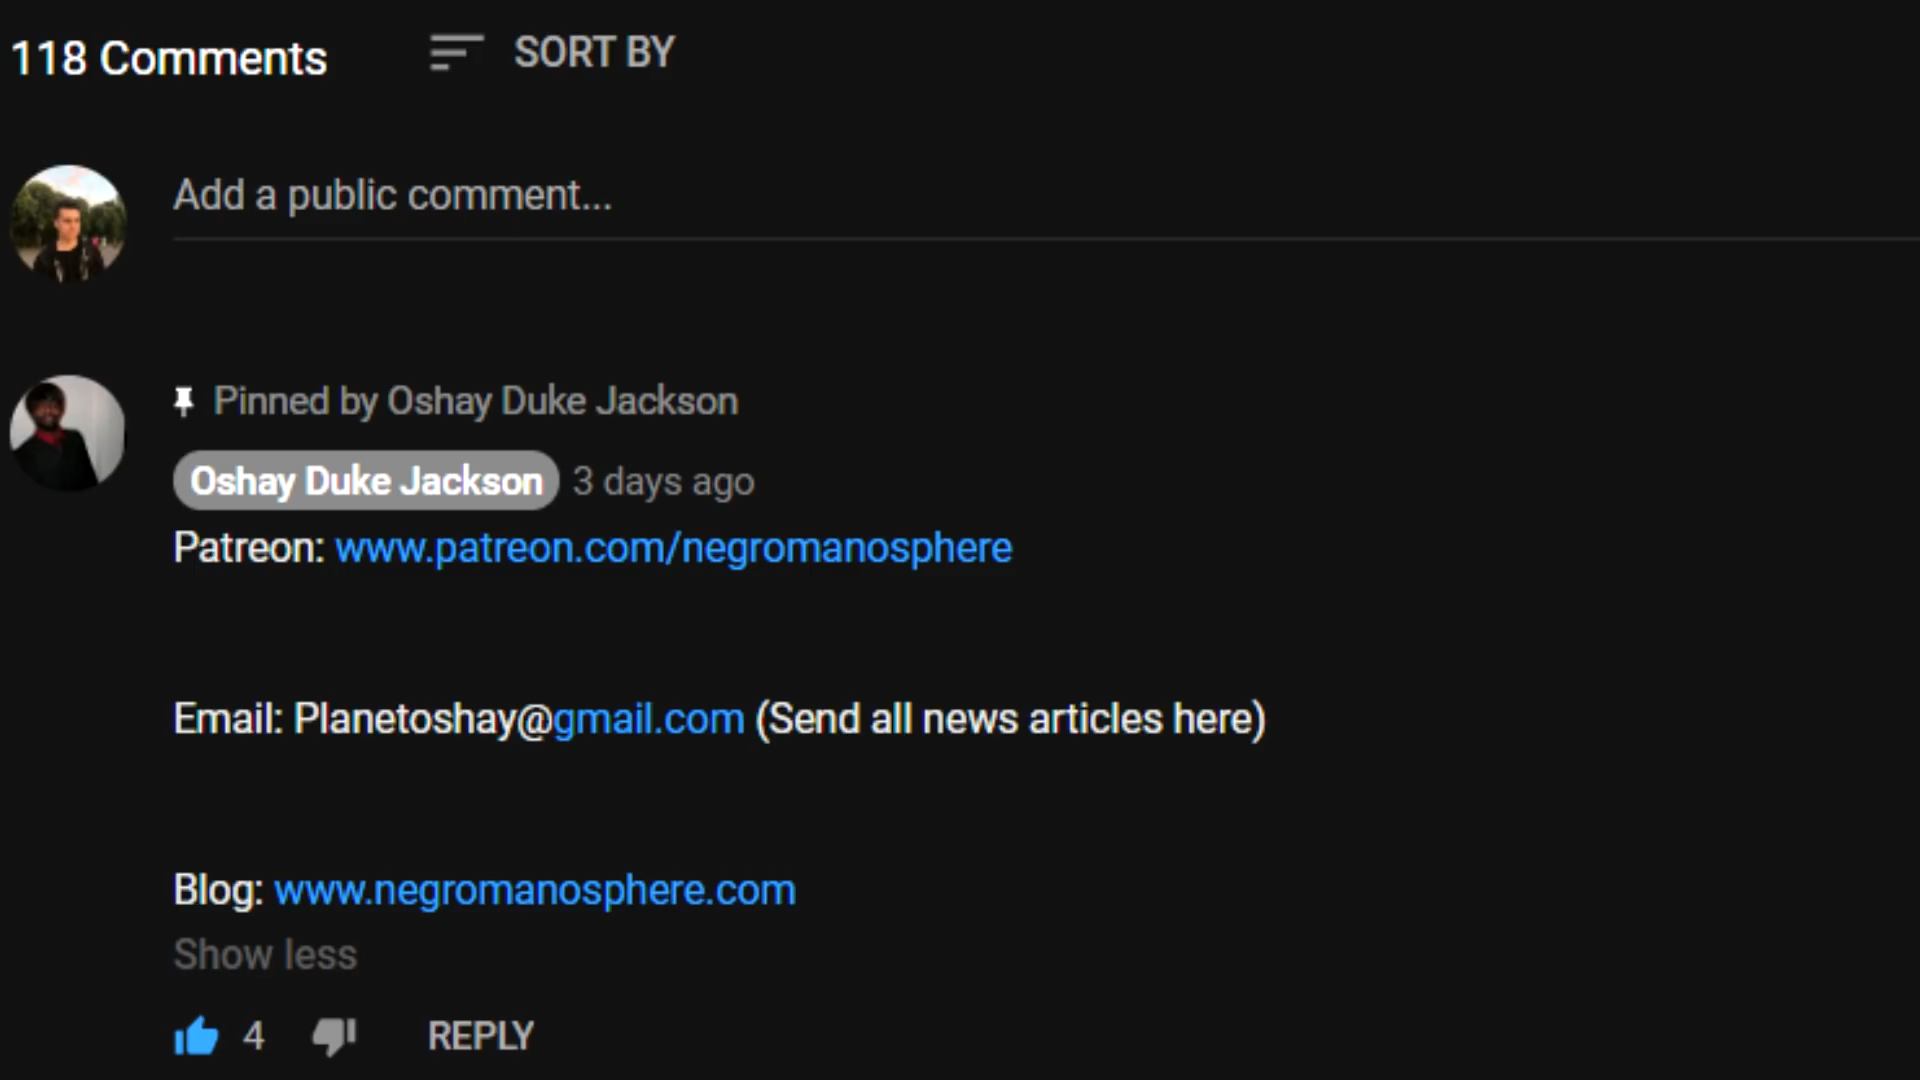 118 Comments
SORT BY
Add a public comment...
Pinned by Oshay Duke Jackson
Oshay Duke Jackson 3 days ago
Patreon: www.patreon.com/negromanosphere
Email: Planetoshay@gmail.com (Send all news articles here)
Blog: www.negromanosphere.com
Show less
4 REPLY